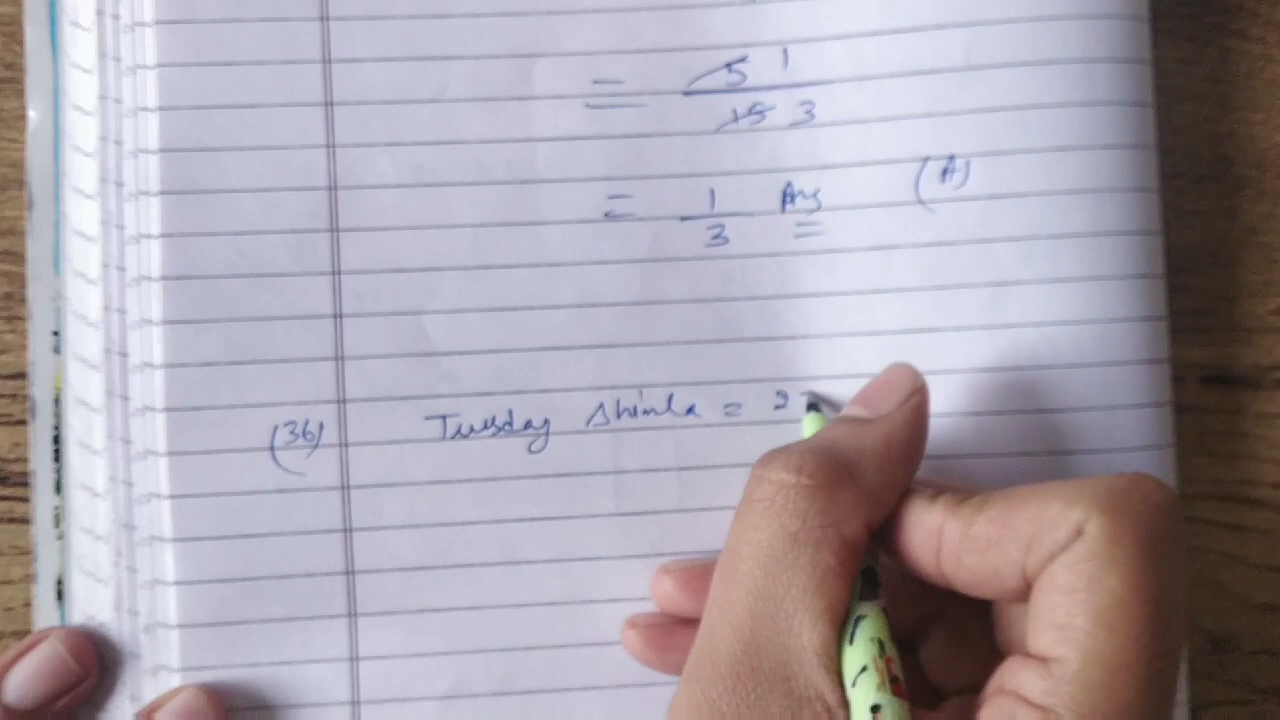 = 5 1
15 3
= 1 Ans (A)
3
(36) Tuesday Shimla = 2